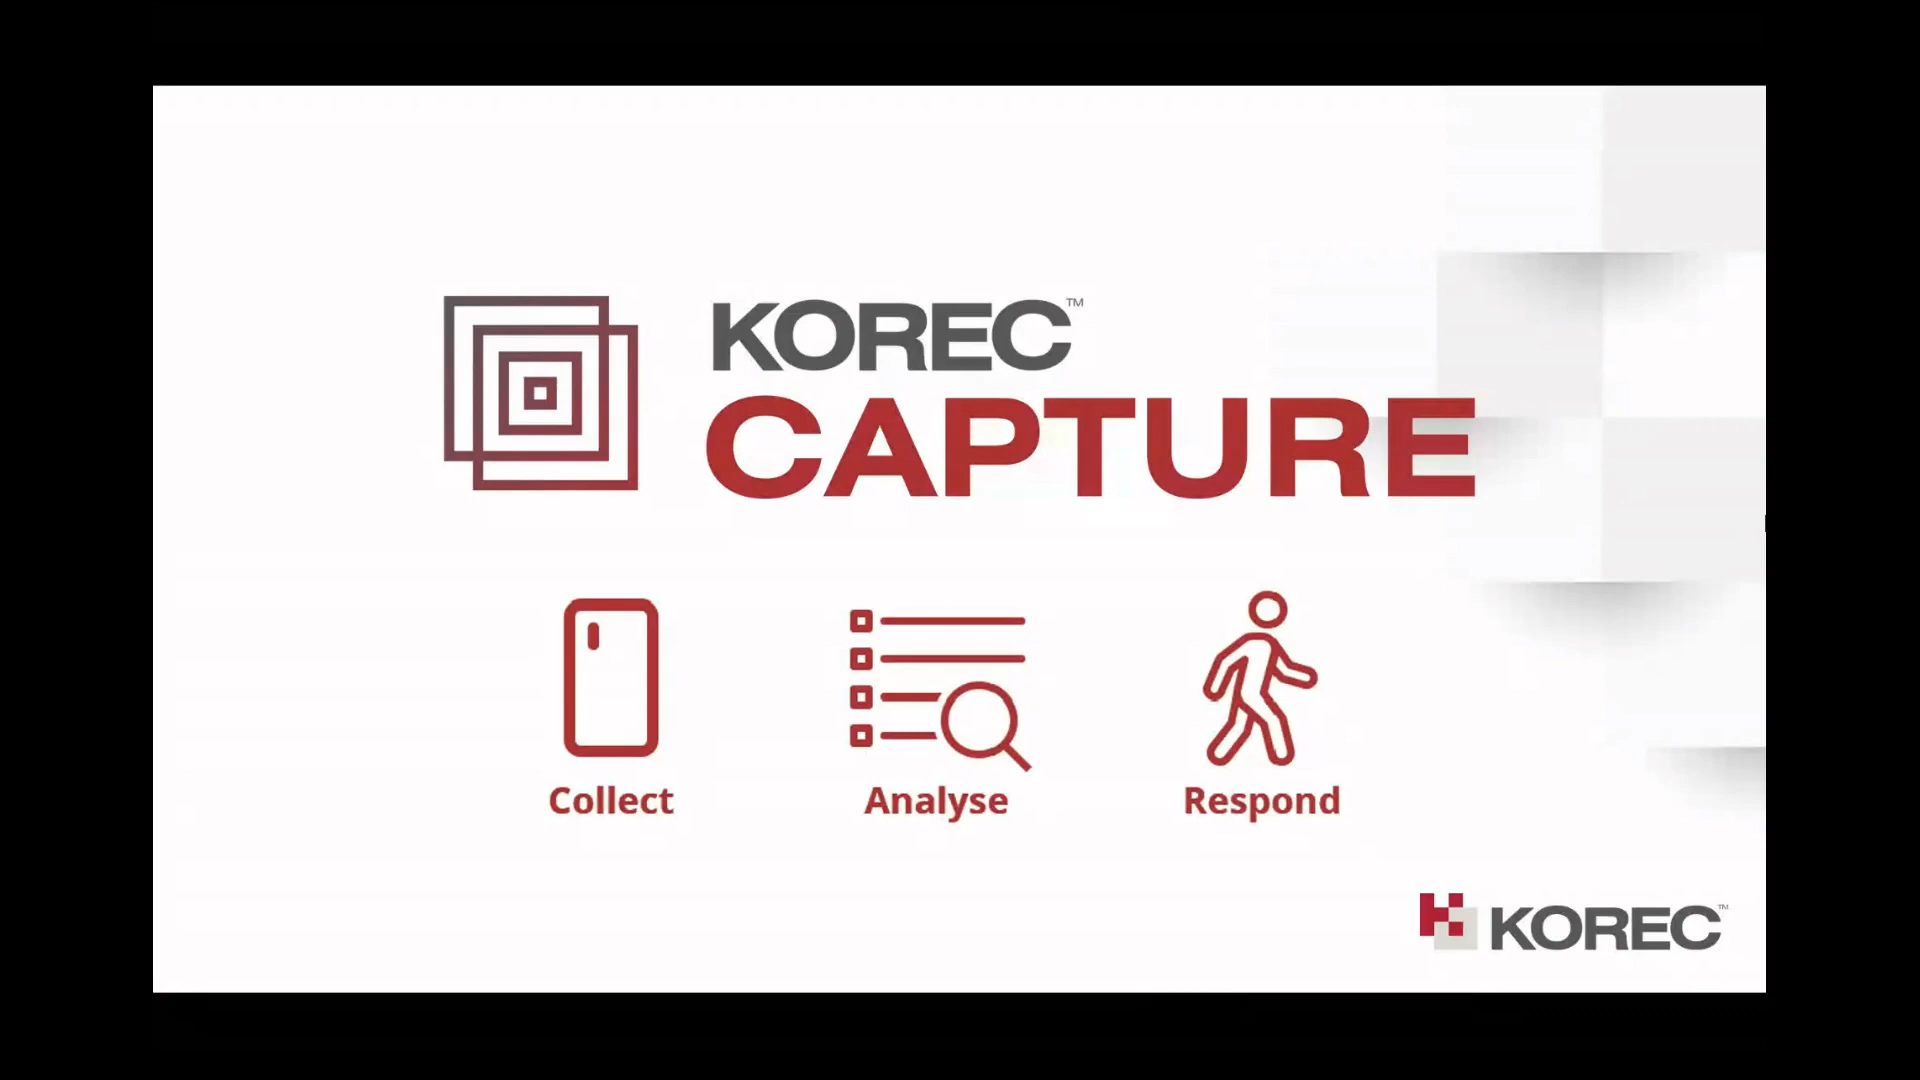 KOREC™
CAPTURE
Collect
Analyse
Respond
KOREC™